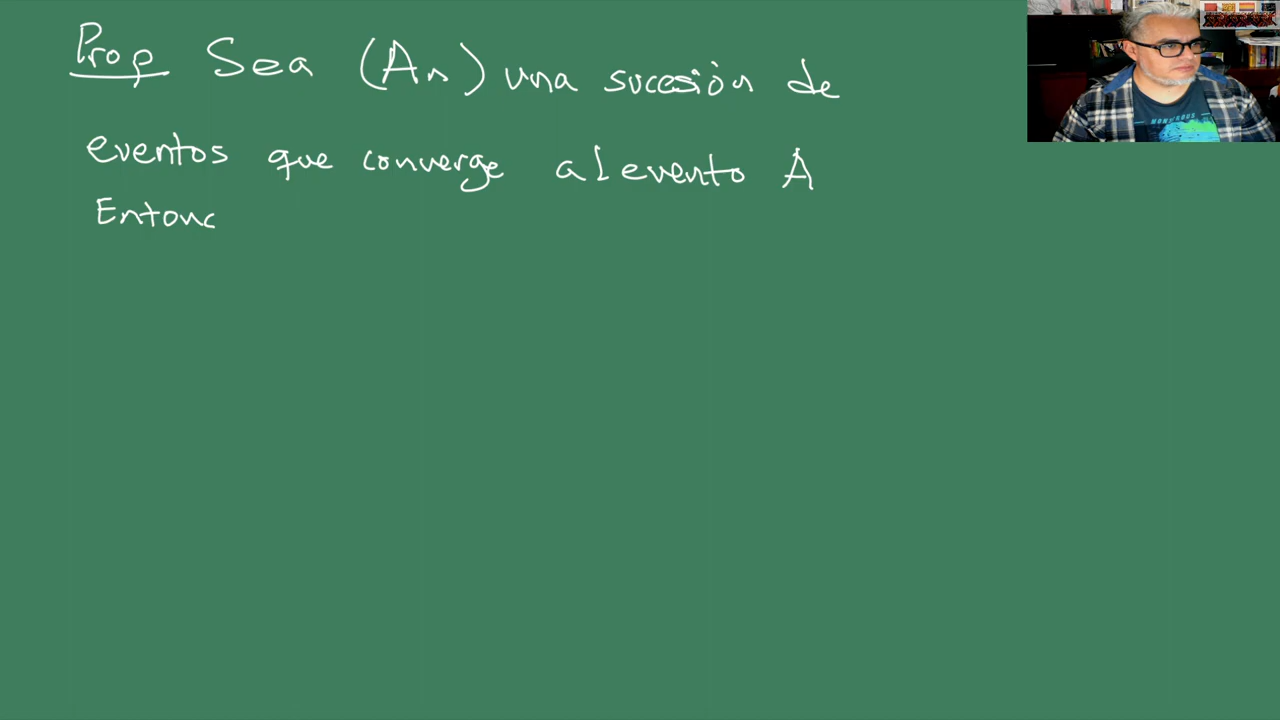 Prop Sea (An) una sucesión de
eventos que converge al evento A
Entonc